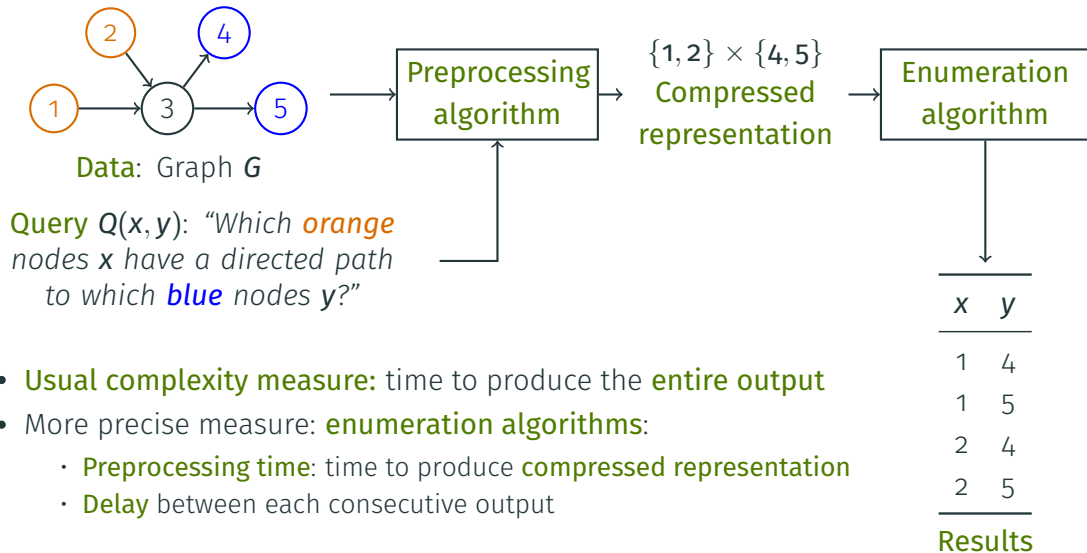 2
4
1
3
5
Data: Graph G
Query Q(x, y): “Which orange
nodes x have a directed path
to which blue nodes y?”
Preprocessing
algorithm
{1, 2} × {4, 5}
Compressed
representation
Enumeration
algorithm
x y
1 4
1 5
2 4
2 5
Results
• Usual complexity measure: time to produce the entire output
• More precise measure: enumeration algorithms:
· Preprocessing time: time to produce compressed representation
· Delay between each consecutive output